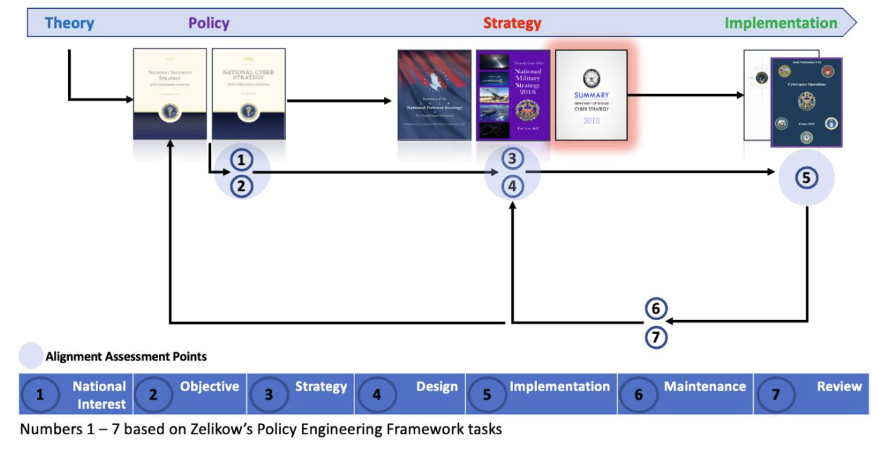 Theory Policy Strategy Implementation
NATIONAL SECURITY
STRATEGY
NATIONAL CYBER
STRATEGY
National Defense Strategy
National
Military
Strategy
2018
The Joint Staff
SUMMARY
DEPARTMENT OF DEFENSE
CYBER STRATEGY
2018
Cyberspace Operations
1
2
3
4
5
6
7
Alignment Assessment Points
1 National
Interest
2 Objective
3 Strategy
4 Design
5 Implementation
6 Maintenance
7 Review
Numbers 1 – 7 based on Zelikow's Policy Engineering Framework tasks